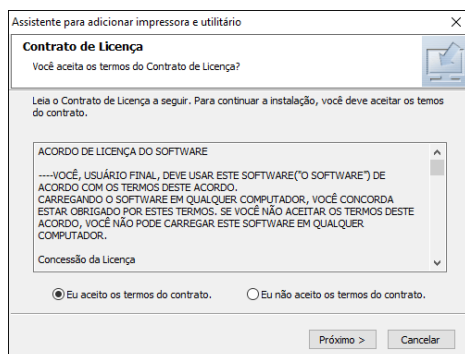 Assistente para adicionar impressora e utilitário
Contrato de Licença
Você aceita os termos do Contrato de Licença?
Leia o Contrato de Licença a seguir. Para continuar a instalação, você deve aceitar os temos
do contrato.
ACORDO DE LICENÇA DO SOFTWARE
----VOCÊ, USUÁRIO FINAL, DEVE USAR ESTE SOFTWARE("O SOFTWARE") DE
ACORDO COM OS TERMOS DESTE ACORDO.
CARREGANDO O SOFTWARE EM QUALQUER COMPUTADOR, VOCÊ CONCORDA
ESTAR OBRIGADO POR ESTES TERMOS. SE VOCÊ NÃO ACEITAR OS TERMOS DESTE
ACORDO, VOCÊ NÃO PODE CARREGAR ESTE SOFTWARE EM QUALQUER
COMPUTADOR.
Concessão da Licença
Eu aceito os termos do contrato. Eu não aceito os termos do contrato.
Próximo > Cancelar